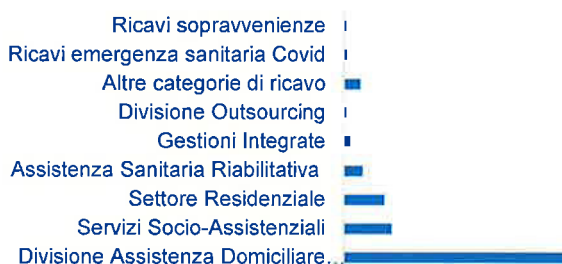 Ricavi sopravvenienze
Ricavi emergenza sanitaria Covid
Altre categorie di ricavo
Divisione Outsourcing
Gestioni Integrate
Assistenza Sanitaria Riabilitativa
Settore Residenziale
Servizi Socio-Assistenziali
Divisione Assistenza Domiciliare...